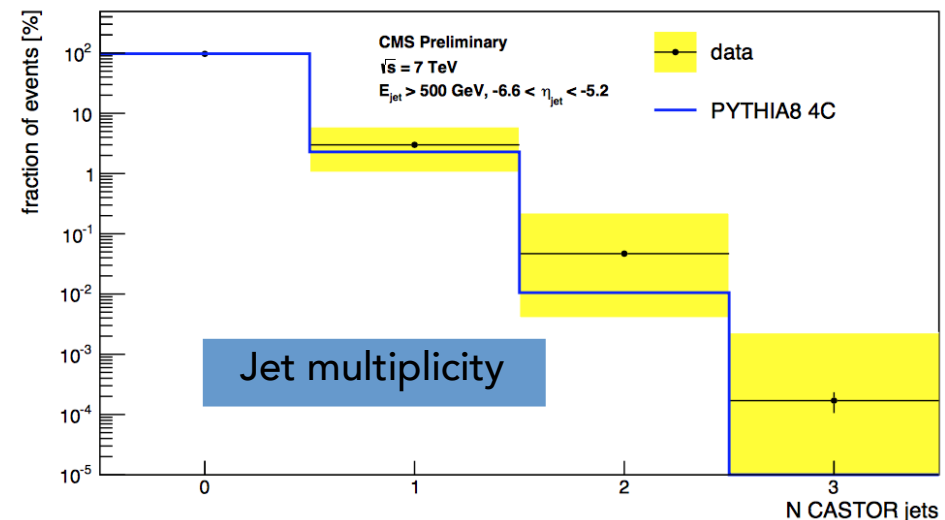 fraction of events [%]
10²
10
1
10⁻¹
10⁻²
10⁻³
10⁻⁴
10⁻⁵
CMS Preliminary
√s = 7 TeV
E_jet > 500 GeV, -6.6 < η_jet < -5.2
data
PYTHIA8 4C
Jet multiplicity
0 1 2 3
N CASTOR jets